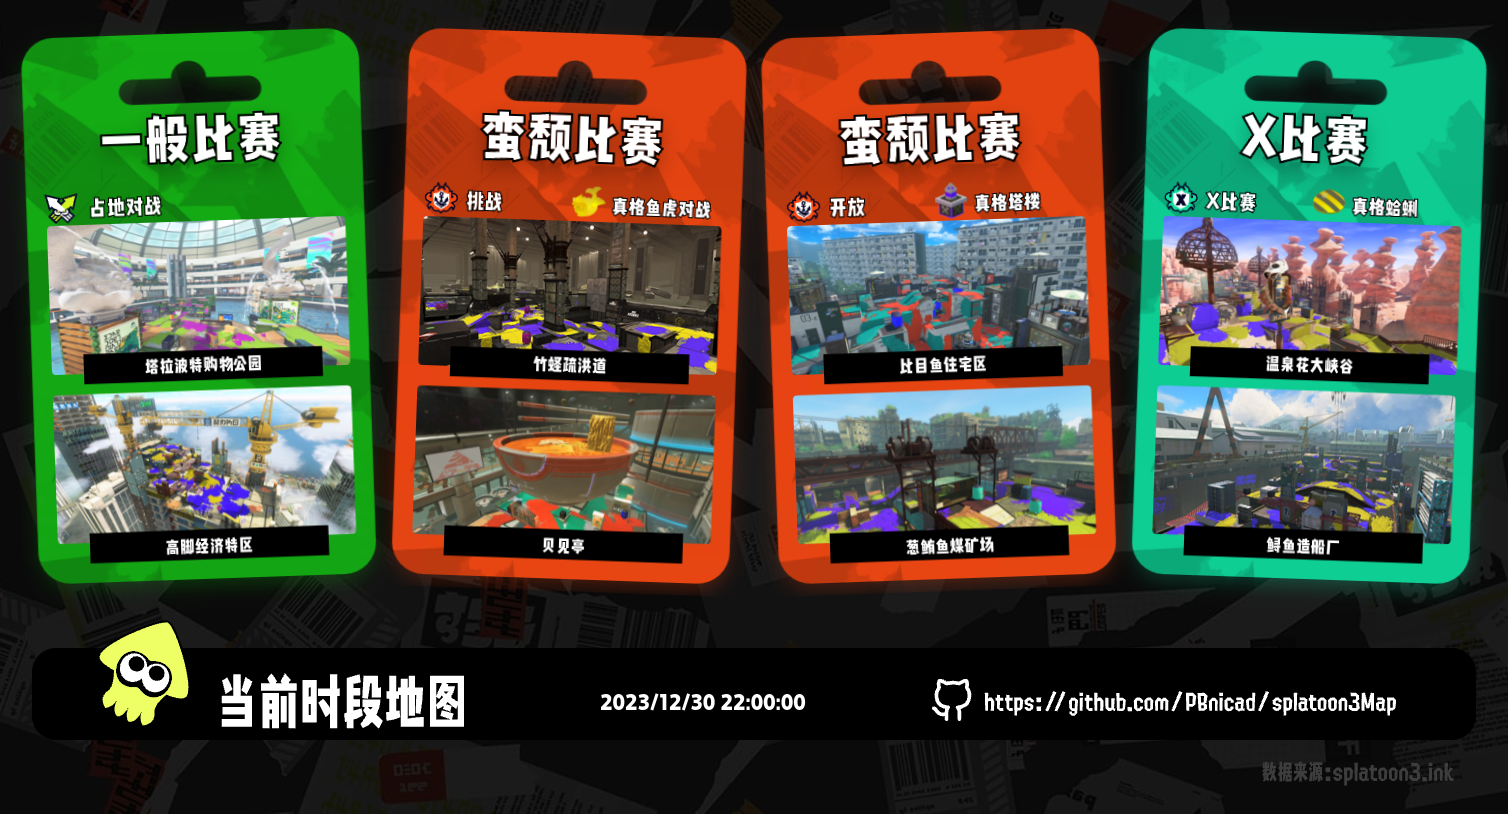 一般比赛
占地对战
塔拉波特购物公园
高脚经济特区
蛮颓比赛
挑战
真格鱼虎对战
竹蛏疏洪道
贝见亭
蛮颓比赛
开放
真格塔楼
比目鱼住宅区
葱鲔鱼煤矿场
X比赛
X比赛
真格蛤蜊
温泉花大峡谷
鲟鱼造船厂
当前时段地图
2023/12/30 22:00:00
https://github.com/PBnicad/splatoon3Map
数据来源:splatoon3.ink